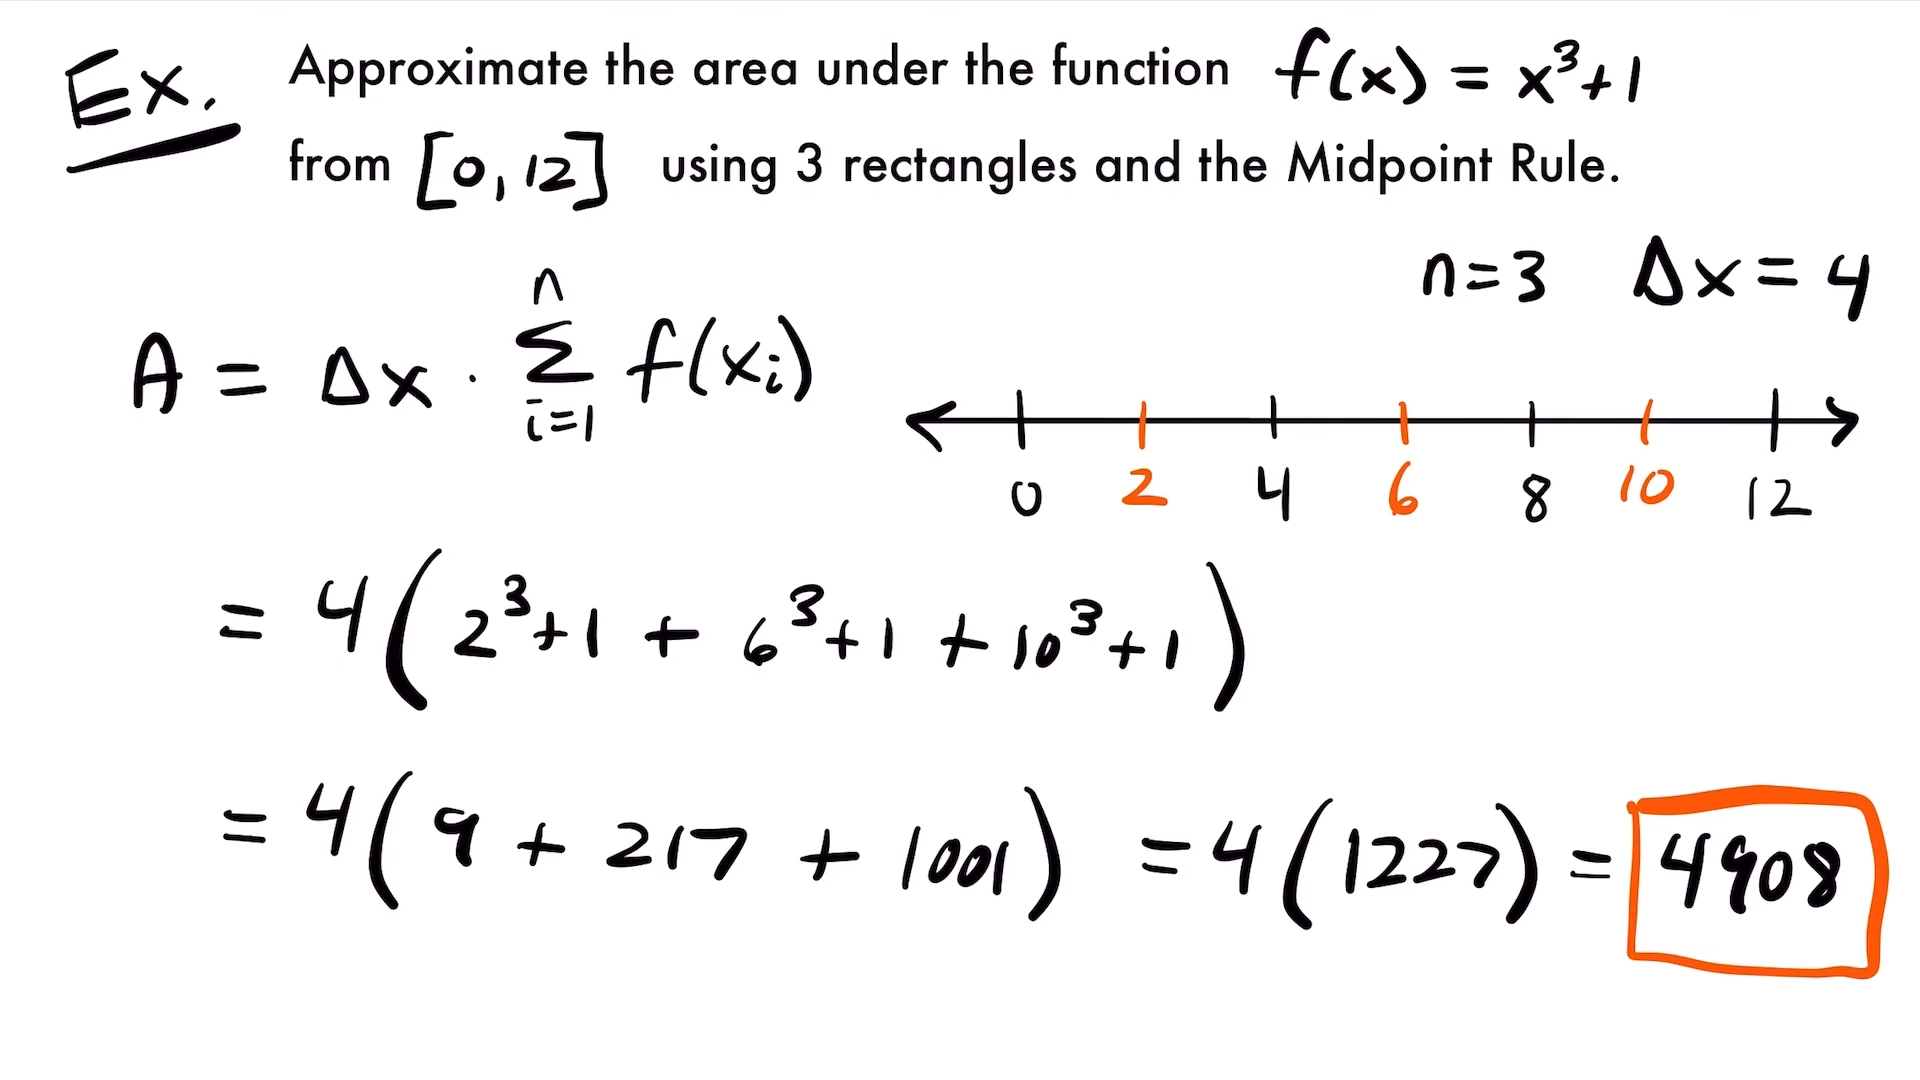 Ex. Approximate the area under the function f(x) = x³+1
from [0,12] using 3 rectangles and the Midpoint Rule.
n=3 Δx=4
A = Δx · n Σ i=1 f(xᵢ)
0 2 4 6 8 10 12
= 4(2³+1 + 6³+1 + 10³+1)
= 4(9 + 217 + 1001) = 4(1227) = 4908